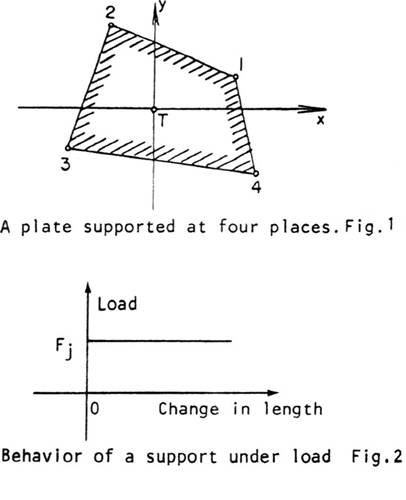 2
y
1
T
x
3
4
A plate supported at four places. Fig. 1
Load
Fj
0 Change in length
Behavior of a support under load Fig. 2